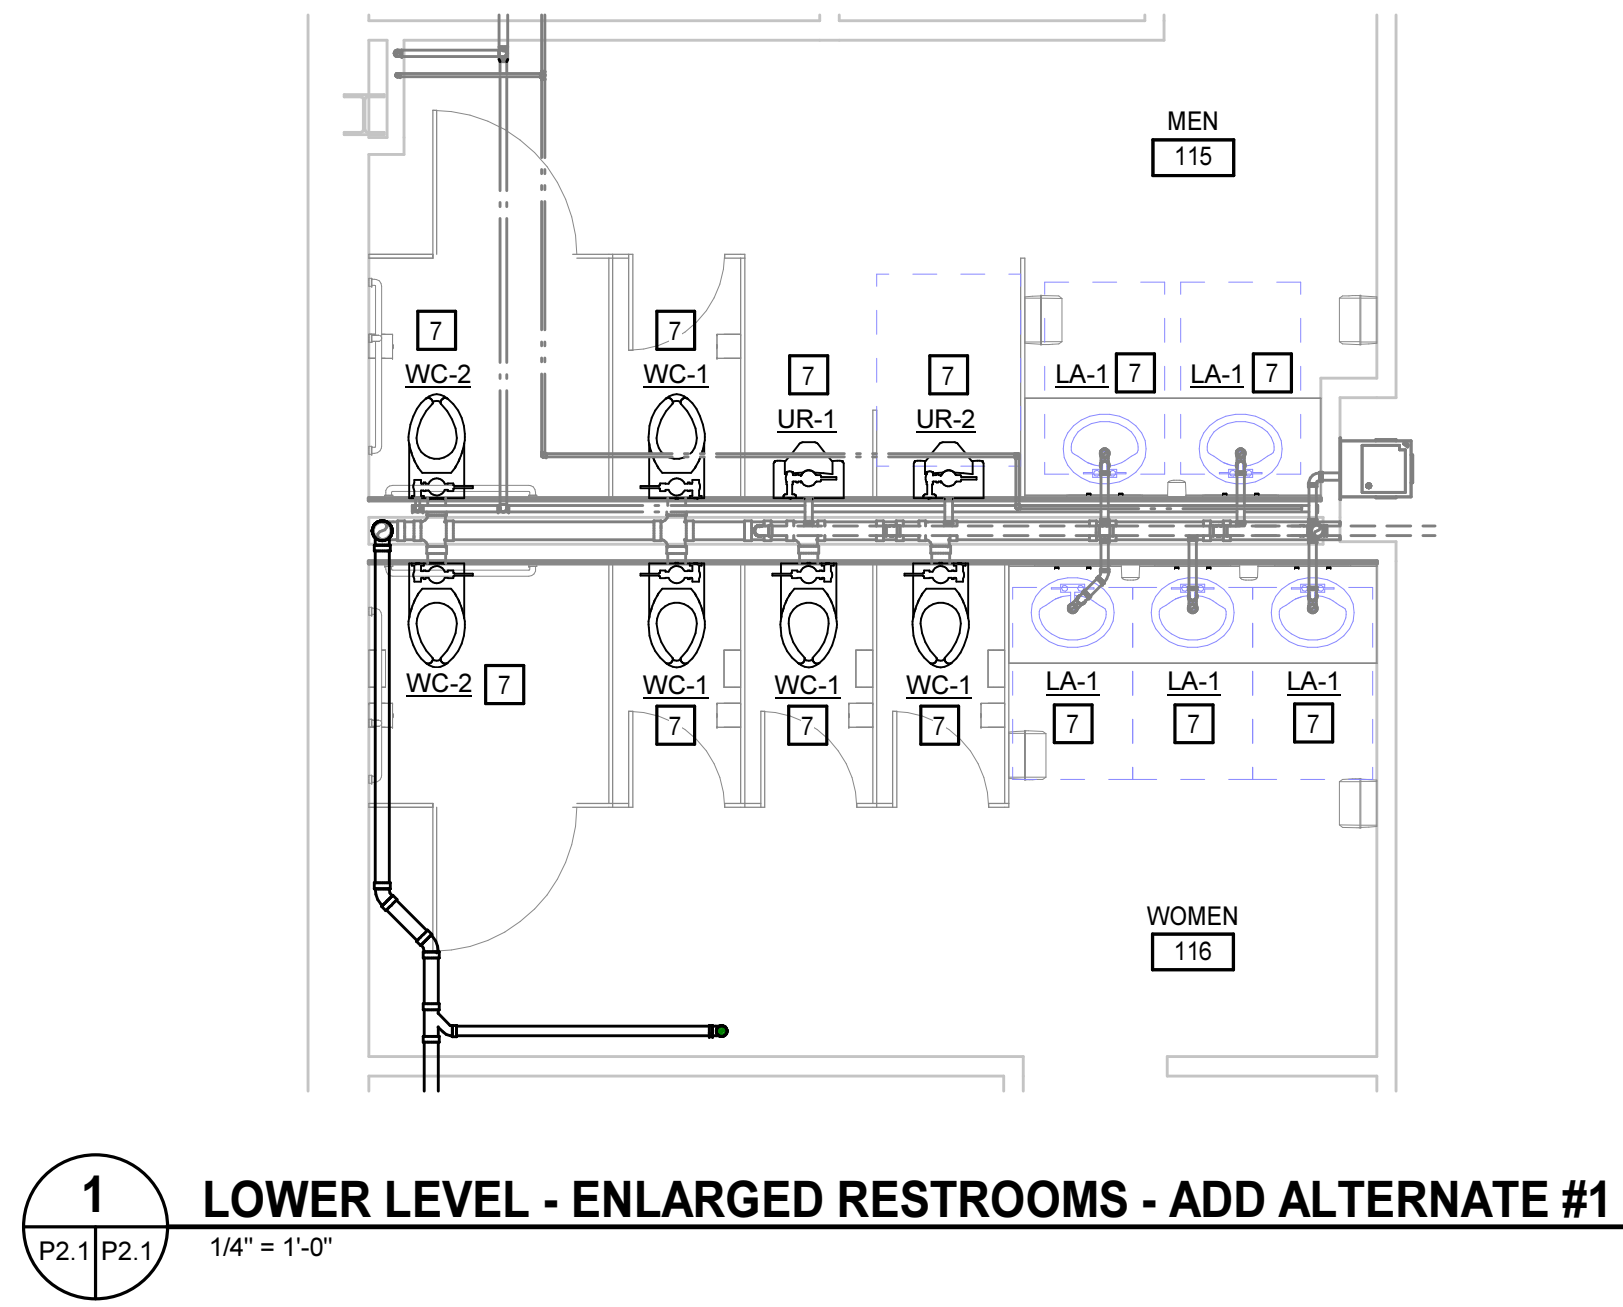 MEN
115
7
7
WC-2
WC-1
7
7
UR-1
UR-2
LA-1 7
LA-1 7
WC-2 7
WC-1
WC-1
WC-1
7
7
7
LA-1
LA-1
LA-1
7
7
7
WOMEN
116
1
P2.1 P2.1
LOWER LEVEL - ENLARGED RESTROOMS - ADD ALTERNATE #1
1/4" = 1'-0"